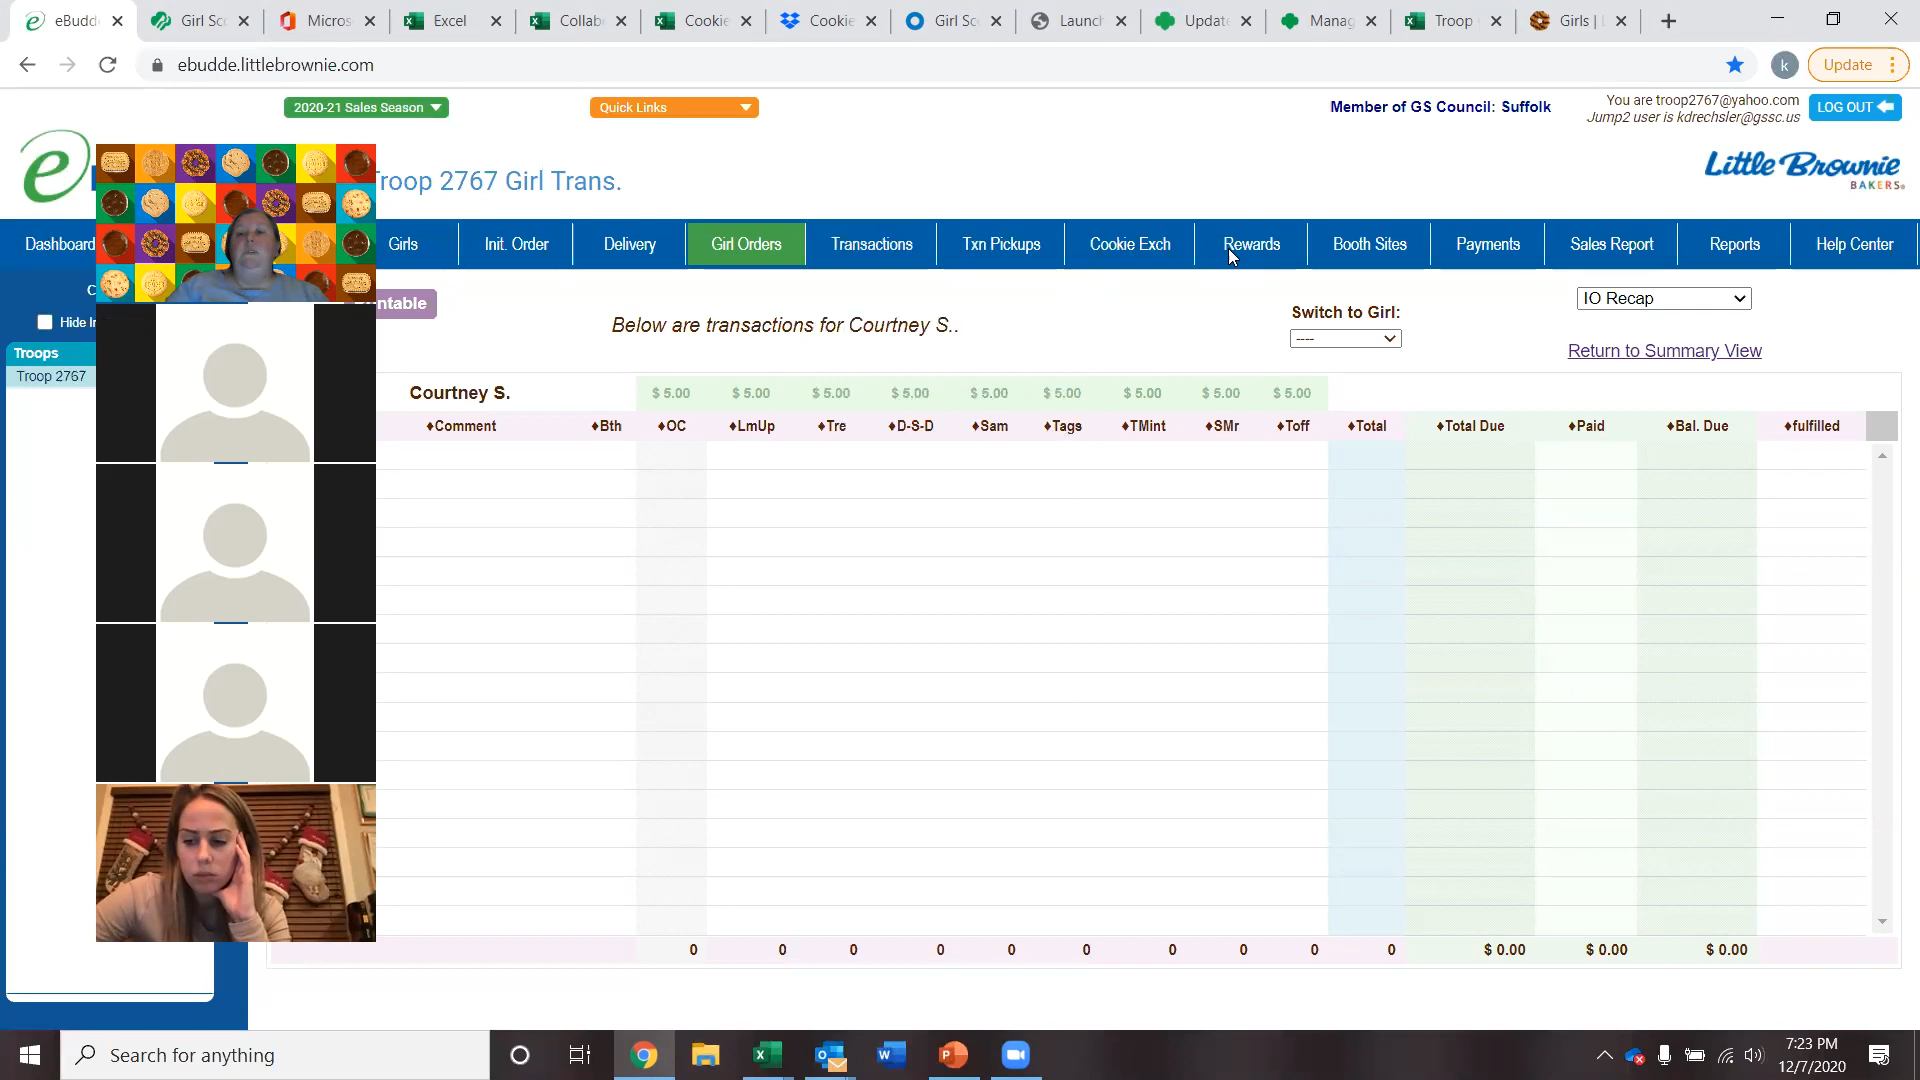 eBudd
Girl Sc
Micros
Excel
Collab
Cookie
Cookie
Girl Sc
Launch
Update
Manag
Troop
Girls |
ebudde.littlebrownie.com
k
Update
2020-21 Sales Season
Quick Links
Member of GS Council: Suffolk
You are troop2767@yahoo.com
Jump2 user is kdrechsler@gssc.us
LOG OUT
e
Troop 2767 Girl Trans.
Little Brownie
BAKERS
Dashboard
Girls
Init. Order
Delivery
Girl Orders
Transactions
Txn Pickups
Cookie Exch
Rewards
Booth Sites
Payments
Sales Report
Reports
Help Center
C
Hide In
ntable
Below are transactions for Courtney S..
Switch to Girl:
----
IO Recap
Return to Summary View
Troops
Troop 2767
Courtney S.
$ 5.00 $ 5.00 $ 5.00 $ 5.00 $ 5.00 $ 5.00 $ 5.00 $ 5.00 $ 5.00
♦Comment ♦Bth ♦OC ♦LmUp ♦Tre ♦D-S-D ♦Sam ♦Tags ♦TMint ♦SMr ♦Toff ♦Total ♦Total Due ♦Paid ♦Bal. Due ♦fulfilled
0 0 0 0 0 0 0 0 0 0 $ 0.00 $ 0.00 $ 0.00
Search for anything
7:23 PM
12/7/2020